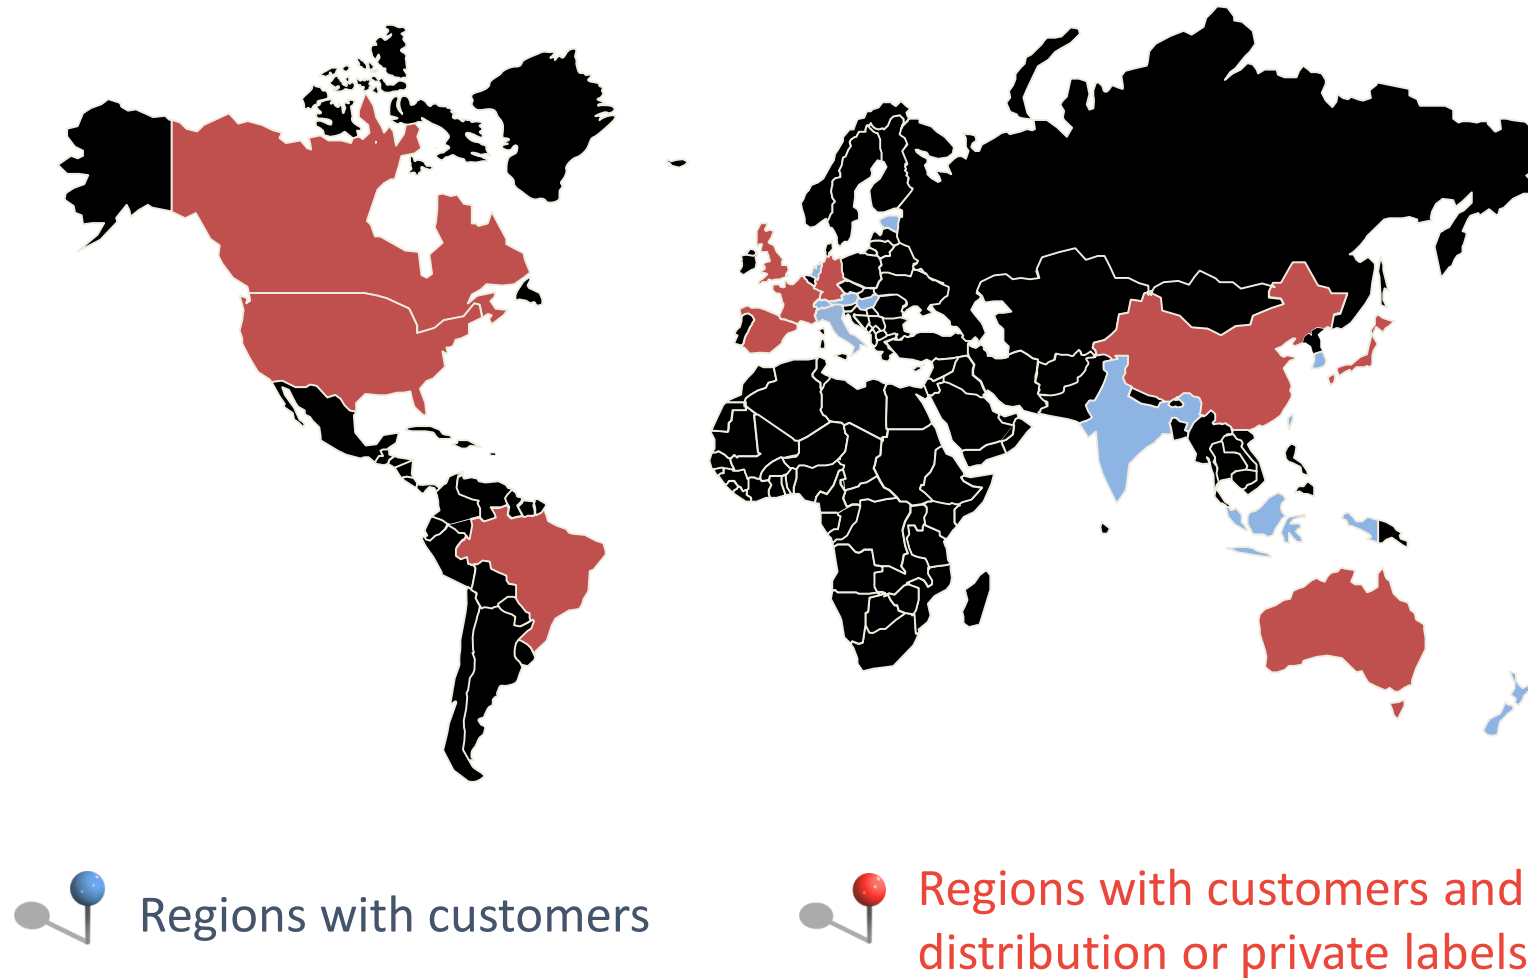 Regions with customers
Regions with customers and
distribution or private labels